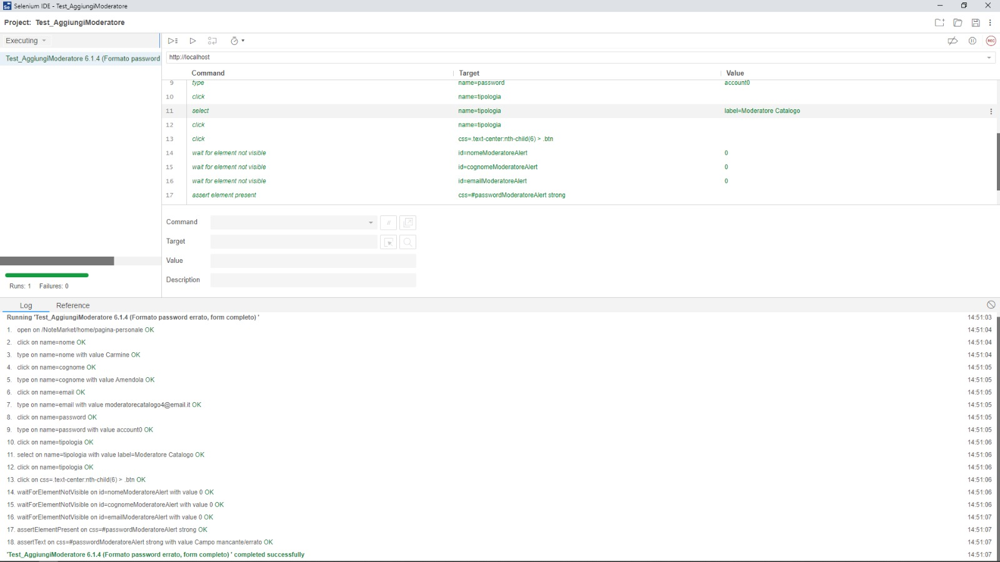 Selenium IDE - Test_AggiungiModeratore
Project: Test_AggiungiModeratore
Executing
Test_AggiungiModeratore 6.1.4 (Formato password
REC
http://localhost
Command Target Value
9 type name=password account0
10 click name=tipologia
11 select name=tipologia label=Moderatore Catalogo
12 click name=tipologia
13 click css=.text-center:nth-child(6) > .btn
14 wait for element not visible id=nomeModeratoreAlert 0
15 wait for element not visible id=cognomeModeratoreAlert 0
16 wait for element not visible id=emailModeratoreAlert 0
17 assert element present css=#passwordModeratoreAlert strong
Command //
Target
Value
Description
Runs: 1 Failures: 0
Log Reference
Running 'Test_AggiungiModeratore 6.1.4 (Formato password errato, form completo) ' 14:51:03
1. open on /NoteMarket/home/pagina-personale OK 14:51:04
2. click on name=nome OK 14:51:04
3. type on name=nome with value Carmine OK 14:51:04
4. click on name=cognome OK 14:51:05
5. type on name=cognome with value Amendola OK 14:51:05
6. click on name=email OK 14:51:05
7. type on name=email with value moderatorecatalogo4@email.it OK 14:51:05
8. click on name=password OK 14:51:05
9. type on name=password with value account0 OK 14:51:05
10. click on name=tipologia OK 14:51:06
11. select on name=tipologia with value label=Moderatore Catalogo OK 14:51:06
12. click on name=tipologia OK 14:51:06
13. click on css=.text-center:nth-child(6) > .btn OK 14:51:06
14. waitForElementNotVisible on id=nomeModeratoreAlert with value 0 OK 14:51:06
15. waitForElementNotVisible on id=cognomeModeratoreAlert with value 0 OK 14:51:06
16. waitForElementNotVisible on id=emailModeratoreAlert with value 0 OK 14:51:07
17. assertElementPresent on css=#passwordModeratoreAlert strong OK 14:51:07
18. assertText on css=#passwordModeratoreAlert strong with value Campo mancante/errato OK 14:51:07
'Test_AggiungiModeratore 6.1.4 (Formato password errato, form completo) ' completed successfully 14:51:07